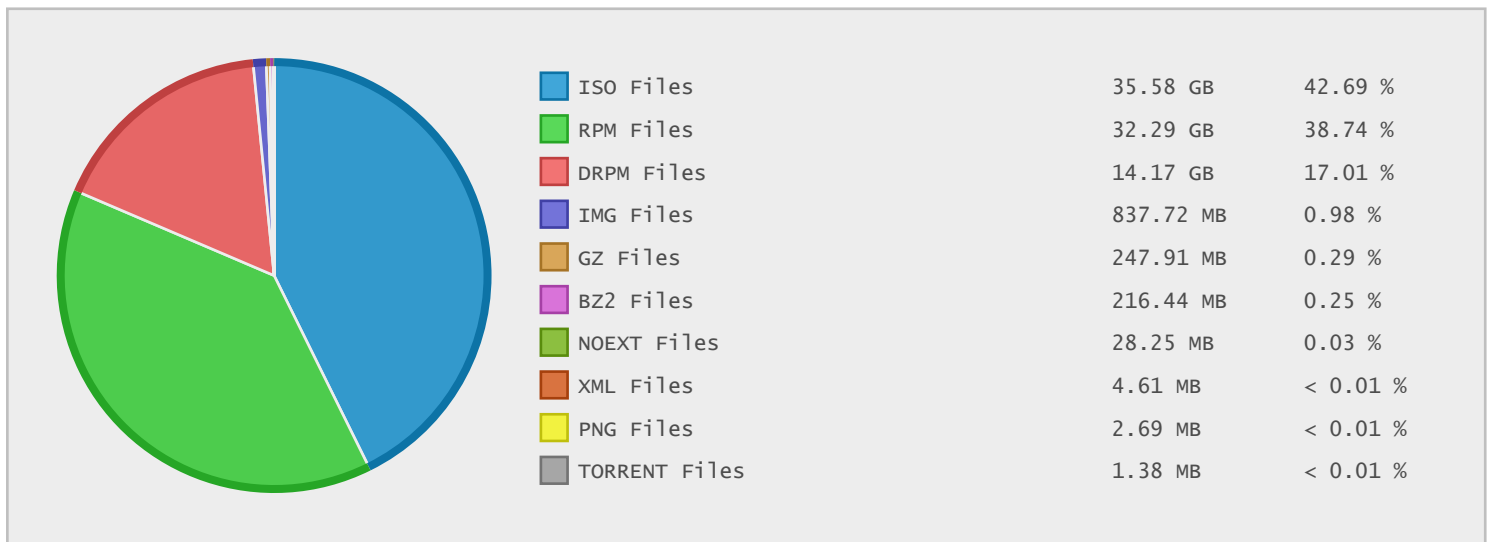 ISO Files 35.58 GB 42.69 %
RPM Files 32.29 GB 38.74 %
DRPM Files 14.17 GB 17.01 %
IMG Files 837.72 MB 0.98 %
GZ Files 247.91 MB 0.29 %
BZ2 Files 216.44 MB 0.25 %
NOEXT Files 28.25 MB 0.03 %
XML Files 4.61 MB < 0.01 %
PNG Files 2.69 MB < 0.01 %
TORRENT Files 1.38 MB < 0.01 %